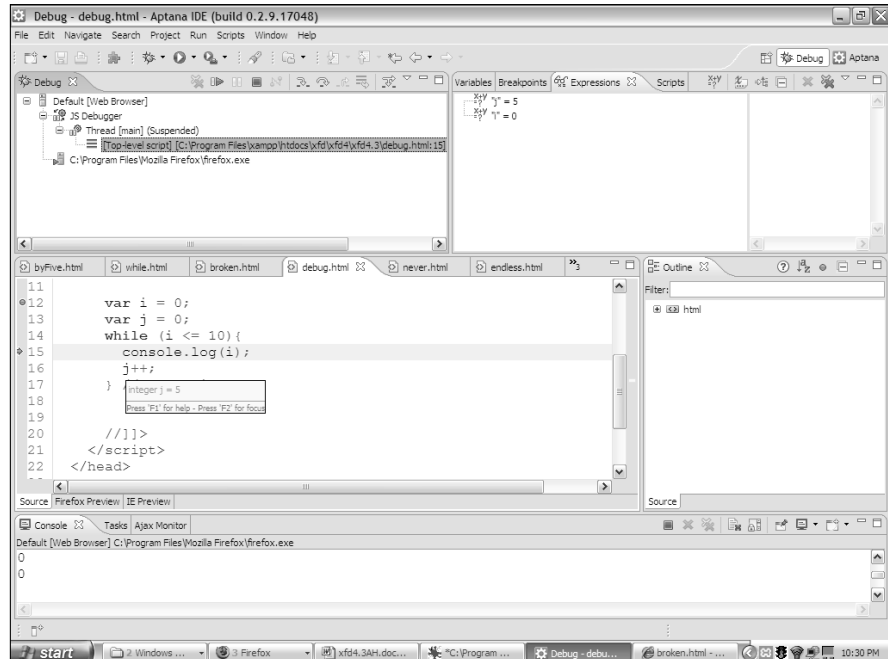 Debug - debug.html - Aptana IDE (build 0.2.9.17048)
File Edit Navigate Search Project Run Scripts Window Help
Debug Aptana
Debug
Default [Web Browser]
JS Debugger
Thread [main] (Suspended)
[Top-level script] [C:\Program Files\xampp\htdocs\xfd\xfd4\xfd4.3\debug.html:15]
C:\Program Files\Mozilla Firefox\firefox.exe
Variables Breakpoints Expressions Scripts
"j" = 5
"i" = 0
byFive.html while.html broken.html debug.html never.html endless.html »3
11
12 var i = 0;
13 var j = 0;
14 while (i <= 10){
15 console.log(i);
16 j++;
17 } /
integer j = 5
Press 'F1' for help - Press 'F2' for focus
18
19
20 //]]>
21 </script>
22 </head>
Source Firefox Preview IE Preview
Outline
Filter:
html
Source
Console Tasks Ajax Monitor
Default [Web Browser] C:\Program Files\Mozilla Firefox\firefox.exe
0
0
start 2 Windows ... 3 Firefox xfd4.3AH.doc... *C:\Program ... Debug - debu... broken.html - ... 10:30 PM